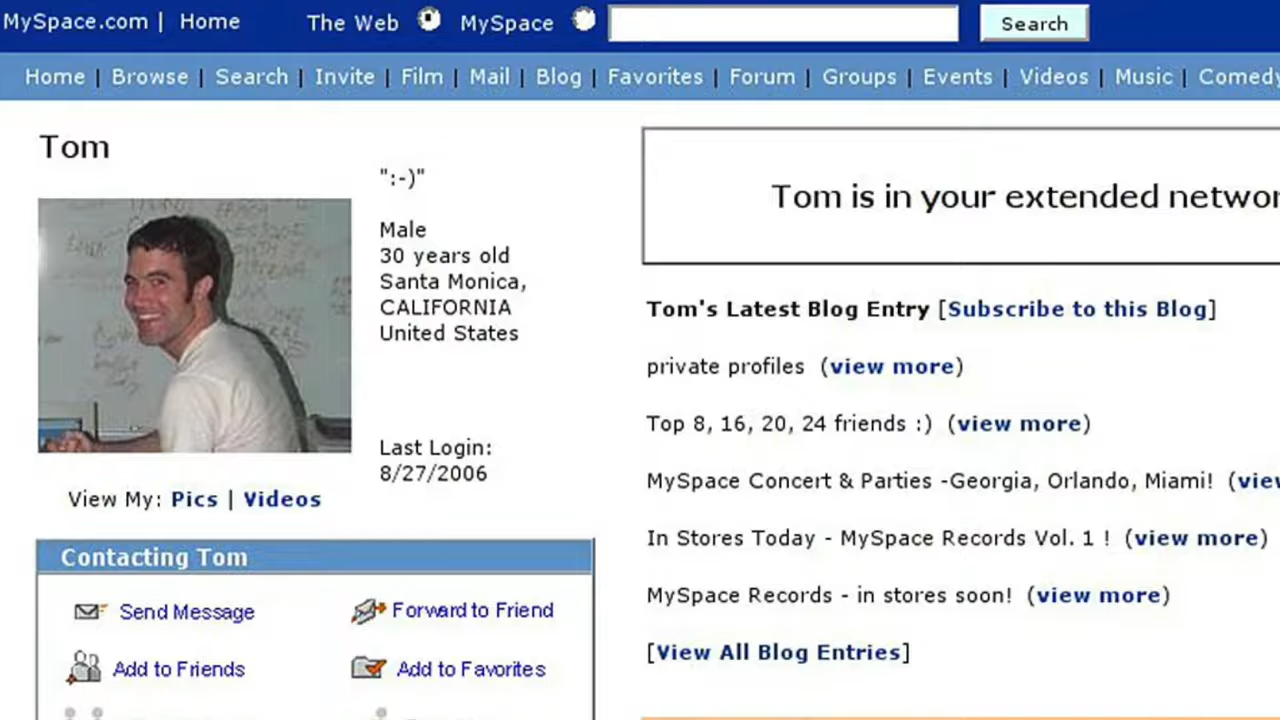 MySpace.com | Home The Web MySpace Search
Home | Browse | Search | Invite | Film | Mail | Blog | Favorites | Forum | Groups | Events | Videos | Music | Comedy
Tom
":-)"
Male
30 years old
Santa Monica,
CALIFORNIA
United States
Last Login:
8/27/2006
View My: Pics | Videos
Contacting Tom
Send Message Forward to Friend
Add to Friends Add to Favorites
Tom is in your extended networ
Tom's Latest Blog Entry [Subscribe to this Blog]
private profiles (view more)
Top 8, 16, 20, 24 friends :) (view more)
MySpace Concert & Parties -Georgia, Orlando, Miami! (view
In Stores Today - MySpace Records Vol. 1 ! (view more)
MySpace Records - in stores soon! (view more)
[View All Blog Entries]